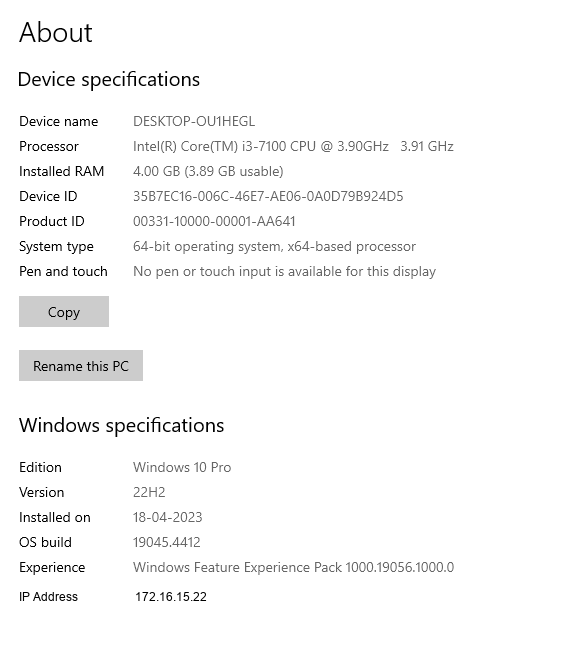 About
Device specifications
Device name DESKTOP-OU1HEGL
Processor Intel(R) Core(TM) i3-7100 CPU @ 3.90GHz 3.91 GHz
Installed RAM 4.00 GB (3.89 GB usable)
Device ID 35B7EC16-006C-46E7-AE06-0A0D79B924D5
Product ID 00331-10000-00001-AA641
System type 64-bit operating system, x64-based processor
Pen and touch No pen or touch input is available for this display
Copy
Rename this PC
Windows specifications
Edition Windows 10 Pro
Version 22H2
Installed on 18-04-2023
OS build 19045.4412
Experience Windows Feature Experience Pack 1000.19056.1000.0
IP Address 172.16.15.22